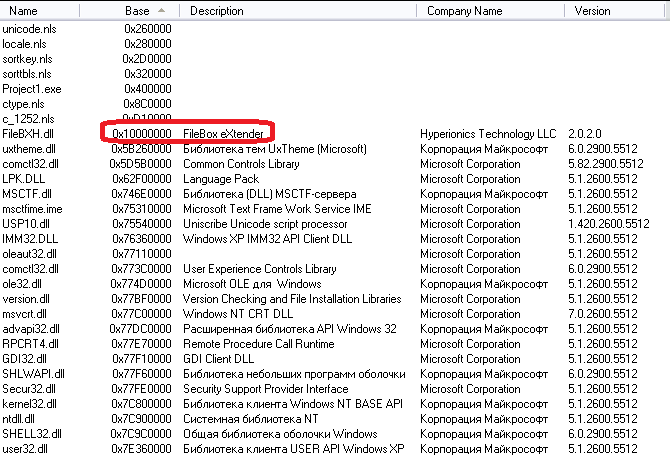 Name Base Description Company Name Version
unicode.nls 0x260000
locale.nls 0x280000
sortkey.nls 0x2D0000
sorttbls.nls 0x320000
Project1.exe 0x400000
ctype.nls 0x8C0000
c_1252.nls 0xD10000
FileBXH.dll 0x10000000 FileBox eXtender Hyperionics Technology LLC 2.0.2.0
uxtheme.dll 0x5B260000 Библиотека тем UxTheme (Microsoft) Корпорация Майкрософт 6.0.2900.5512
comctl32.dll 0x5D5B0000 Common Controls Library Microsoft Corporation 5.82.2900.5512
LPK.DLL 0x62F00000 Language Pack Microsoft Corporation 5.1.2600.5512
MSCTF.dll 0x746E0000 Библиотека (DLL) MSCTF-сервера Корпорация Майкрософт 5.1.2600.5512
msctfime.ime 0x75310000 Microsoft Text Frame Work Service IME Microsoft Corporation 5.1.2600.5512
USP10.dll 0x75540000 Uniscribe Unicode script processor Microsoft Corporation 1.420.2600.5512
IMM32.DLL 0x76360000 Windows XP IMM32 API Client DLL Microsoft Corporation 5.1.2600.5512
oleaut32.dll 0x77110000 Microsoft Corporation 5.1.2600.5512
comctl32.dll 0x773C0000 User Experience Controls Library Microsoft Corporation 6.0.2900.5512
ole32.dll 0x774D0000 Microsoft OLE для Windows Корпорация Майкрософт 5.1.2600.5512
version.dll 0x77BF0000 Version Checking and File Installation Libraries Microsoft Corporation 5.1.2600.5512
msvcrt.dll 0x77C00000 Windows NT CRT DLL Microsoft Corporation 7.0.2600.5512
advapi32.dll 0x77DC0000 Расширенная библиотека API Windows 32 Корпорация Майкрософт 5.1.2600.5512
RPCRT4.dll 0x77E70000 Remote Procedure Call Runtime Microsoft Corporation 5.1.2600.5512
GDI32.dll 0x77F10000 GDI Client DLL Microsoft Corporation 5.1.2600.5512
SHLWAPI.dll 0x77F60000 Библиотека небольших программ оболочки Корпорация Майкрософт 6.0.2900.5512
Secur32.dll 0x77FE0000 Security Support Provider Interface Microsoft Corporation 5.1.2600.5512
kernel32.dll 0x7C800000 Библиотека клиента Windows NT BASE API Корпорация Майкрософт 5.1.2600.5512
ntdll.dll 0x7C900000 Системная библиотека NT Корпорация Майкрософт 5.1.2600.5512
SHELL32.dll 0x7C9C0000 Общая библиотека оболочки Windows Корпорация Майкрософт 6.0.2900.5512
user32.dll 0x7E360000 Библиотека клиента USER API Windows XP Корпорация Майкрософт 5.1.2600.5512